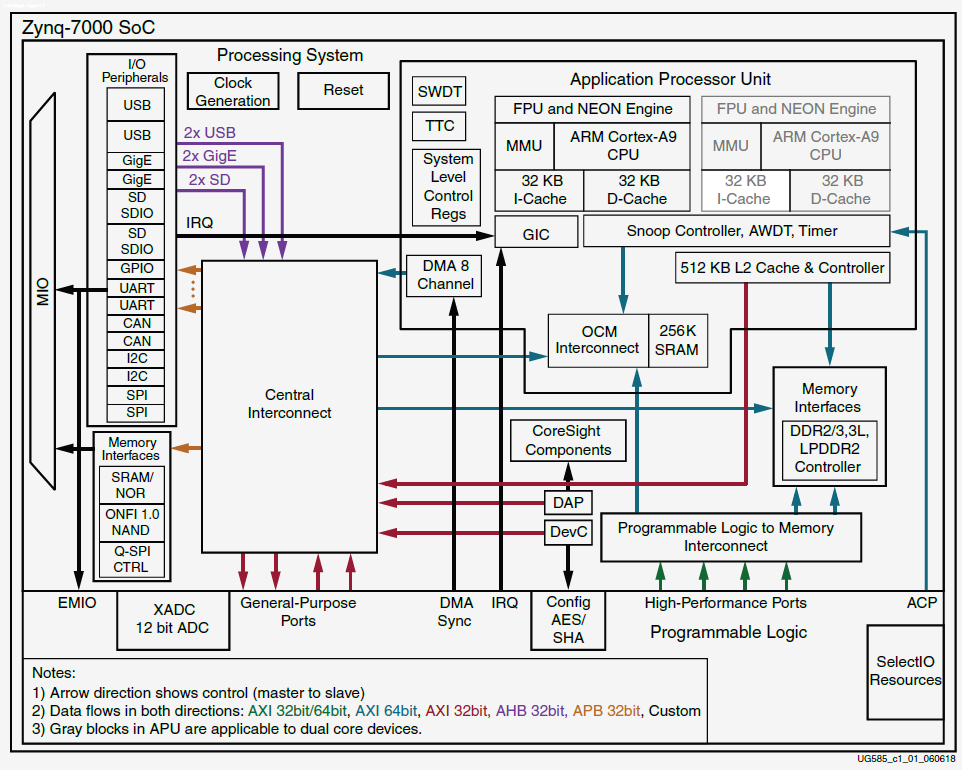 Zynq-7000 SoC
Processing System
I/O
Peripherals
USB
USB
GigE
GigE
SD
SDIO
SD
SDIO
GPIO
UART
UART
CAN
CAN
I2C
I2C
SPI
SPI
MIO
Memory
Interfaces
SRAM/
NOR
ONFI 1.0
NAND
Q-SPI
CTRL
Clock
Generation
Reset
2x USB
2x GigE
2x SD
IRQ
Central
Interconnect
Application Processor Unit
SWDT
TTC
System
Level
Control
Regs
FPU and NEON Engine
MMU
ARM Cortex-A9
CPU
32 KB
I-Cache
32 KB
D-Cache
FPU and NEON Engine
MMU
ARM Cortex-A9
CPU
32 KB
I-Cache
32 KB
D-Cache
GIC
Snoop Controller, AWDT, Timer
DMA 8
Channel
512 KB L2 Cache & Controller
OCM
Interconnect
256K
SRAM
Memory
Interfaces
DDR2/3,3L,
LPDDR2
Controller
CoreSight
Components
DAP
DevC
Programmable Logic to Memory
Interconnect
EMIO
XADC
12 bit ADC
General-Purpose
Ports
DMA
Sync
IRQ
Config
AES/
SHA
High-Performance Ports
ACP
Programmable Logic
SelectIO
Resources
Notes:
1) Arrow direction shows control (master to slave)
2) Data flows in both directions: AXI 32bit/64bit, AXI 64bit, AXI 32bit, AHB 32bit, APB 32bit, Custom
3) Gray blocks in APU are applicable to dual core devices.
UG585_c1_01_060618